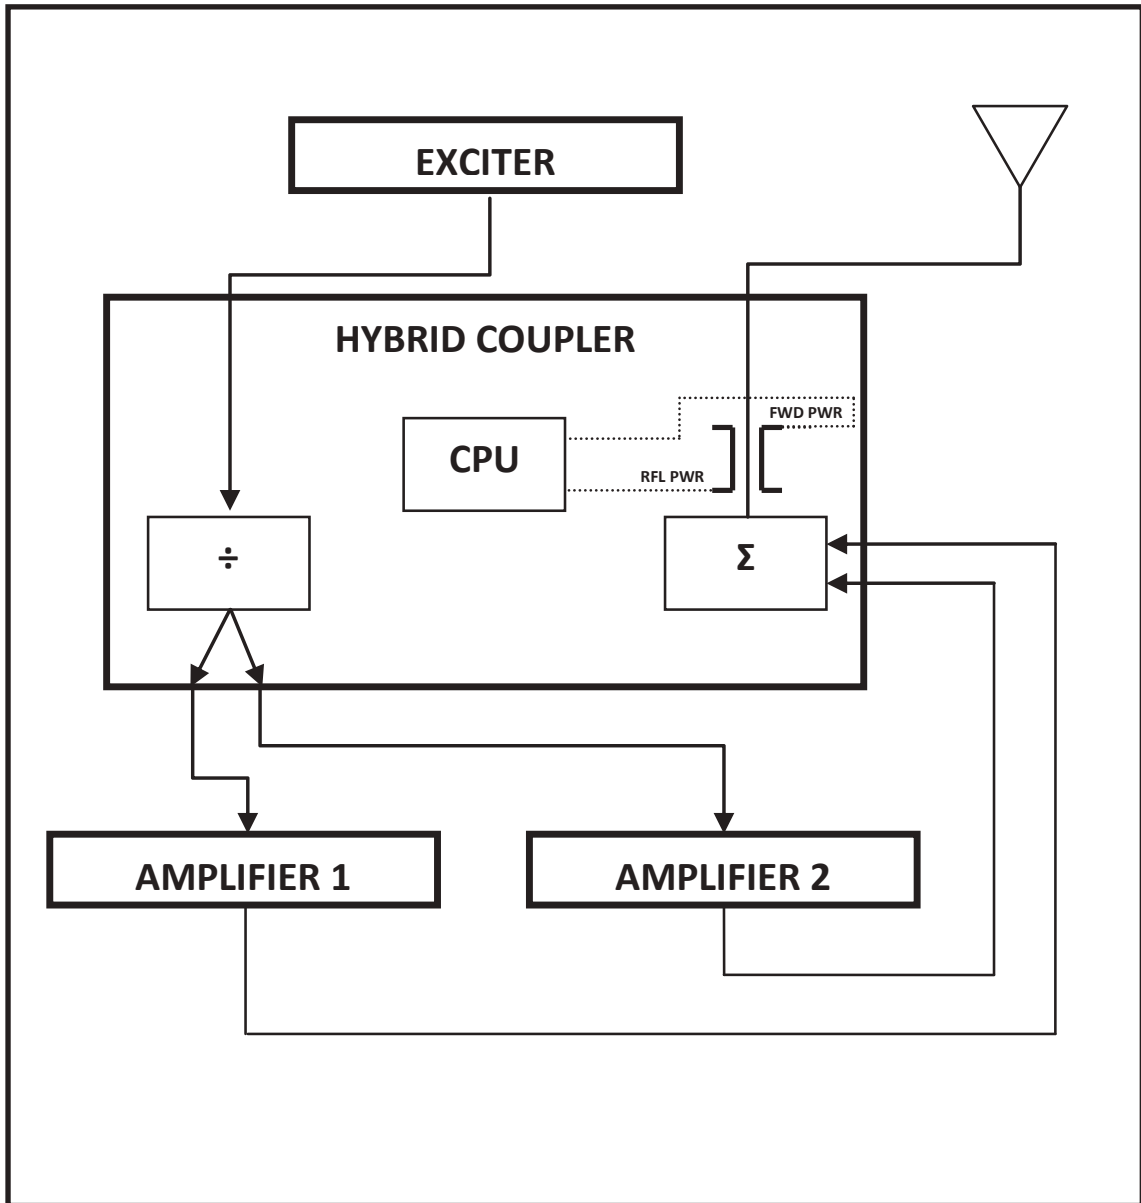 EXCITER
HYBRID COUPLER
FWD PWR
CPU
RFL PWR
÷
Σ
AMPLIFIER 1
AMPLIFIER 2